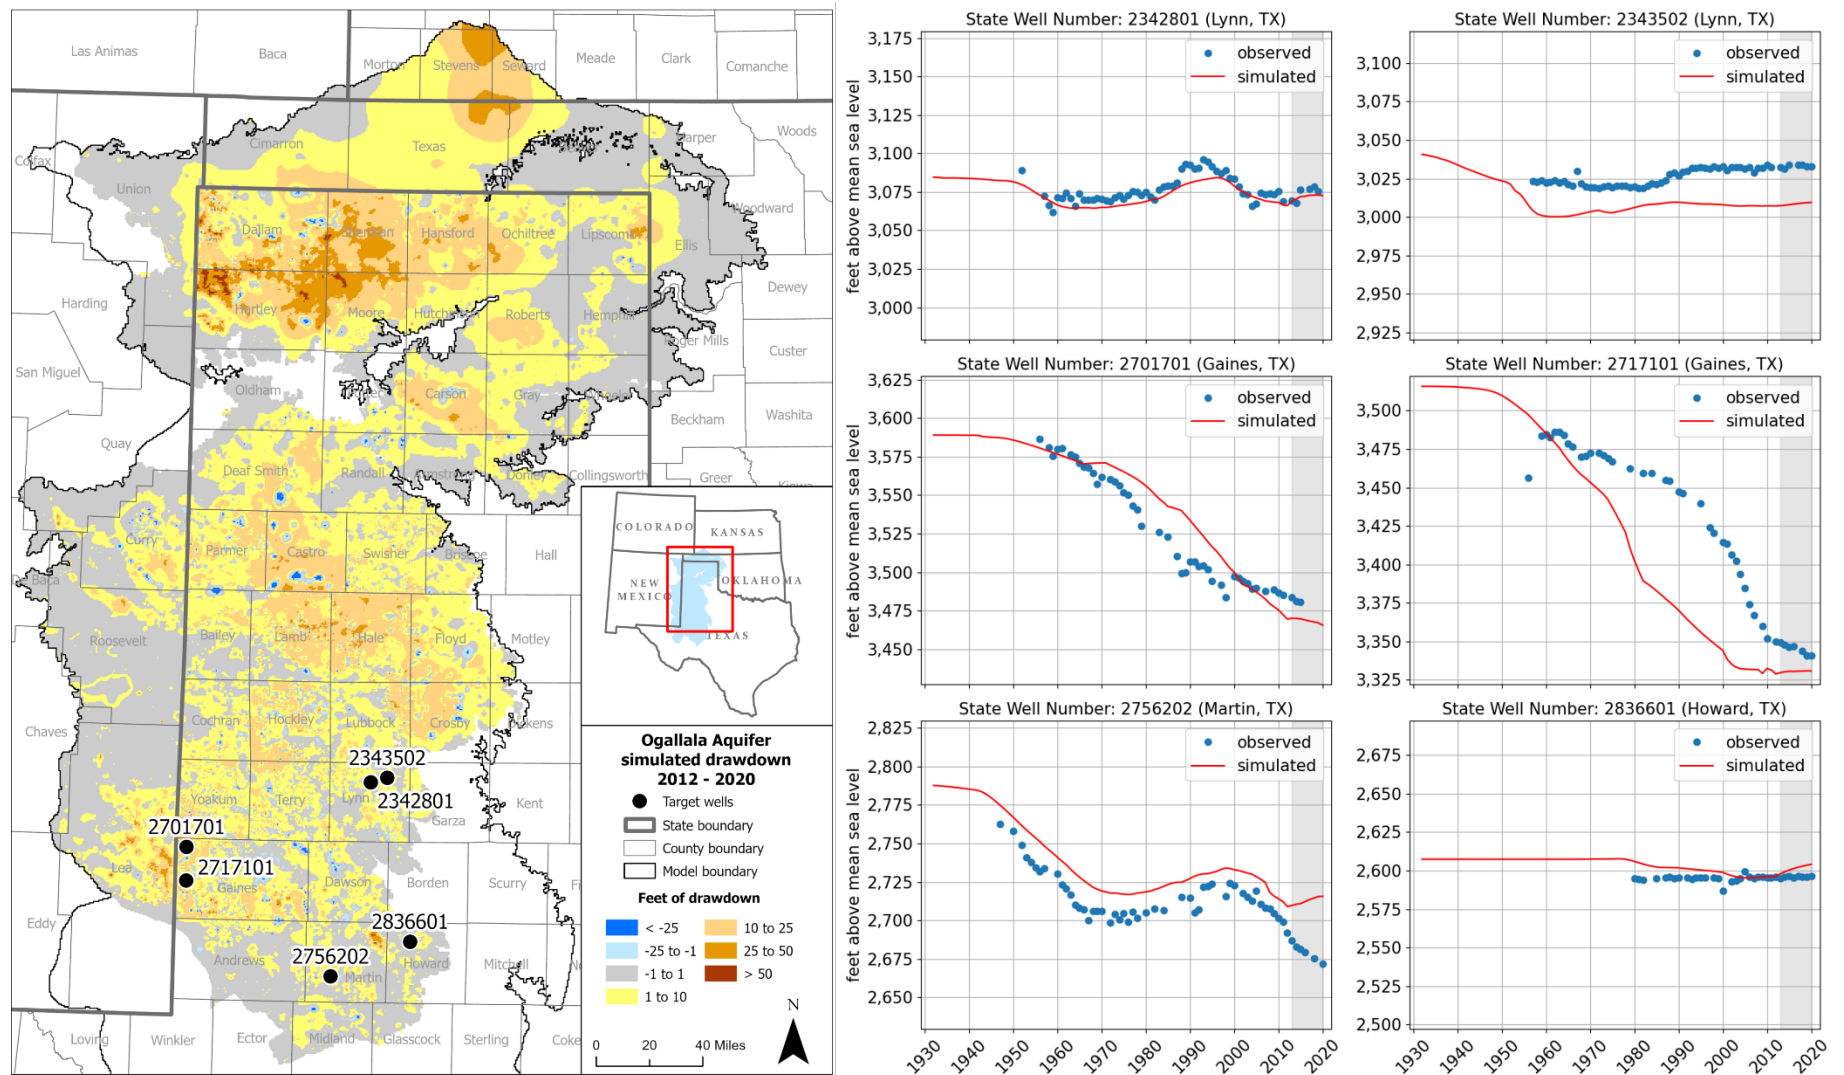 Las Animas
Baca
Morton
Stevens
Seward
Meade
Clark
Comanche
Colfax
Union
Cimarron
Texas
Harper
Woods
Woodward
Dallam
Sherman
Hansford
Ochiltree
Lipscomb
Ellis
Harding
Hartley
Moore
Hutchinson
Roberts
Hemphill
Dewey
Roger Mills
Custer
San Miguel
Oldham
Carson
Gray
Beckham
Washita
Quay
Deaf Smith
Randall
Armstrong
Donley
Collingsworth
Greer
Curry
Parmer
Castro
Swisher
Briscoe
Hall
De Baca
Roosevelt
Bailey
Lamb
Hale
Floyd
Motley
Chaves
Cochran
Hockley
Lubbock
Crosby
Dickens
2343502
2342801
Yoakum
Terry
Lynn
Garza
Kent
2701701
2717101
Lea
Gaines
Dawson
Borden
Scurry
Eddy
2836601
2756202
Andrews
Martin
Howard
Mitchell
Loving
Winkler
Ector
Midland
Glasscock
Sterling
Coke
COLORADO
KANSAS
NEW
MEXICO
OKLAHOMA
TEXAS
Ogallala Aquifer
simulated drawdown
2012 - 2020
Target wells
State boundary
County boundary
Model boundary
Feet of drawdown
< -25
10 to 25
-25 to -1
25 to 50
-1 to 1
> 50
1 to 10
N
0 20 40 Miles
State Well Number: 2342801 (Lynn, TX)
observed
simulated
feet above mean sea level
3,175
3,150
3,125
3,100
3,075
3,050
3,025
3,000
State Well Number: 2343502 (Lynn, TX)
observed
simulated
3,100
3,075
3,050
3,025
3,000
2,975
2,950
2,925
State Well Number: 2701701 (Gaines, TX)
observed
simulated
feet above mean sea level
3,625
3,600
3,575
3,550
3,525
3,500
3,475
3,450
State Well Number: 2717101 (Gaines, TX)
observed
simulated
3,500
3,475
3,450
3,425
3,400
3,375
3,350
3,325
State Well Number: 2756202 (Martin, TX)
observed
simulated
feet above mean sea level
2,825
2,800
2,775
2,750
2,725
2,700
2,675
2,650
1930 1940 1950 1960 1970 1980 1990 2000 2010 2020
State Well Number: 2836601 (Howard, TX)
observed
simulated
2,675
2,650
2,625
2,600
2,575
2,550
2,525
2,500
1930 1940 1950 1960 1970 1980 1990 2000 2010 2020